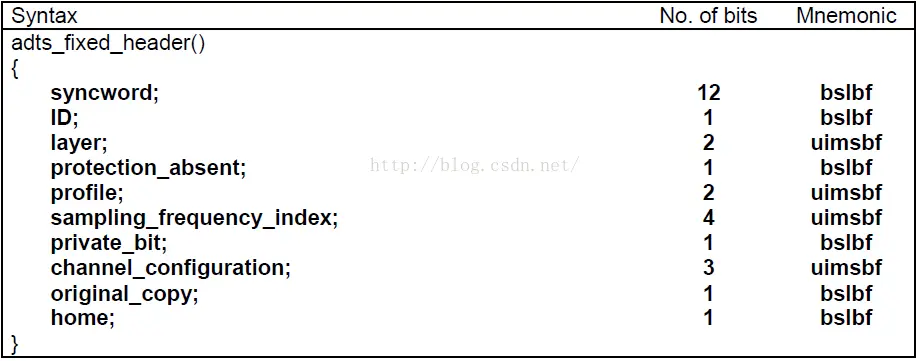 Syntax No. of bits Mnemonic
adts_fixed_header()
{
syncword; 12 bslbf
ID; 1 bslbf
layer; 2 uimsbf
protection_absent; 1 bslbf
http://blog.csdn.net/
profile; 2 uimsbf
sampling_frequency_index; 4 uimsbf
private_bit; 1 bslbf
channel_configuration; 3 uimsbf
original_copy; 1 bslbf
home; 1 bslbf
}